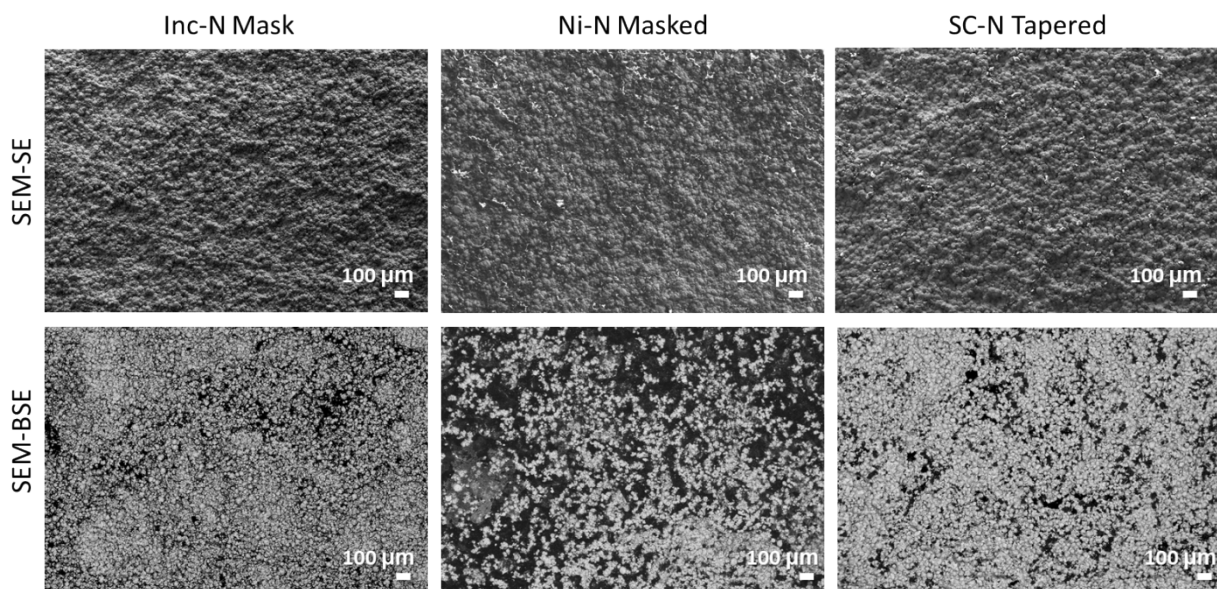 Inc-N Mask
Ni-N Masked
SC-N Tapered
SEM-SE
100 µm
100 µm
100 µm
SEM-BSE
100 µm
100 µm
100 µm